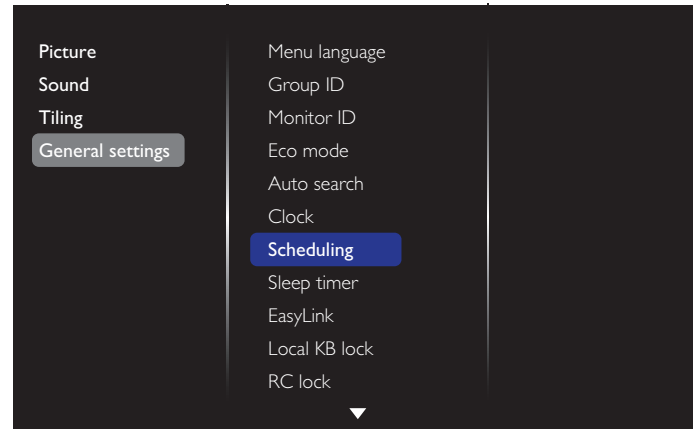 Picture
Sound
Tiling
General settings
Menu language
Group ID
Monitor ID
Eco mode
Auto search
Clock
Scheduling
Sleep timer
EasyLink
Local KB lock
RC lock